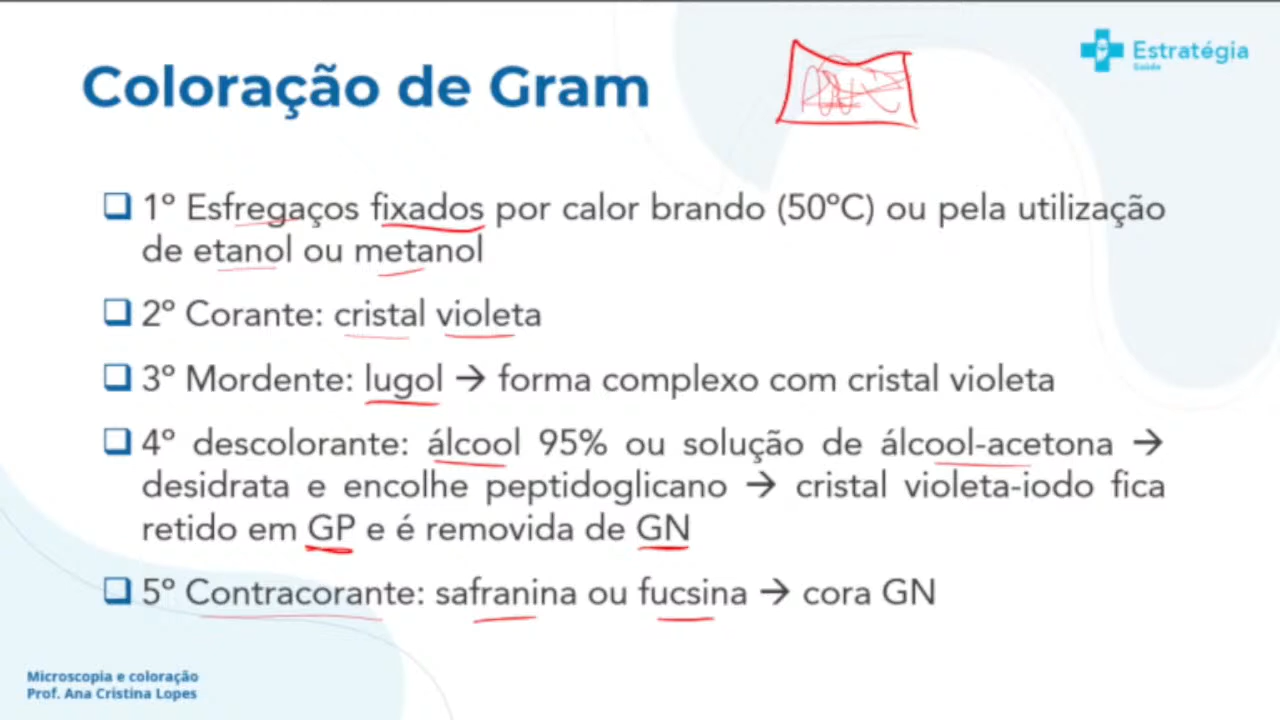 Coloração de Gram
Estratégia
Saúde
1º Esfregaços fixados por calor brando (50ºC) ou pela utilização
de etanol ou metanol
2º Corante: cristal violeta
3º Mordente: lugol → forma complexo com cristal violeta
4º descolorante: álcool 95% ou solução de álcool-acetona →
desidrata e encolhe peptidoglicano → cristal violeta-iodo fica
retido em GP e é removida de GN
5º Contracorante: safranina ou fucsina → cora GN
Microscopia e coloração
Prof. Ana Cristina Lopes